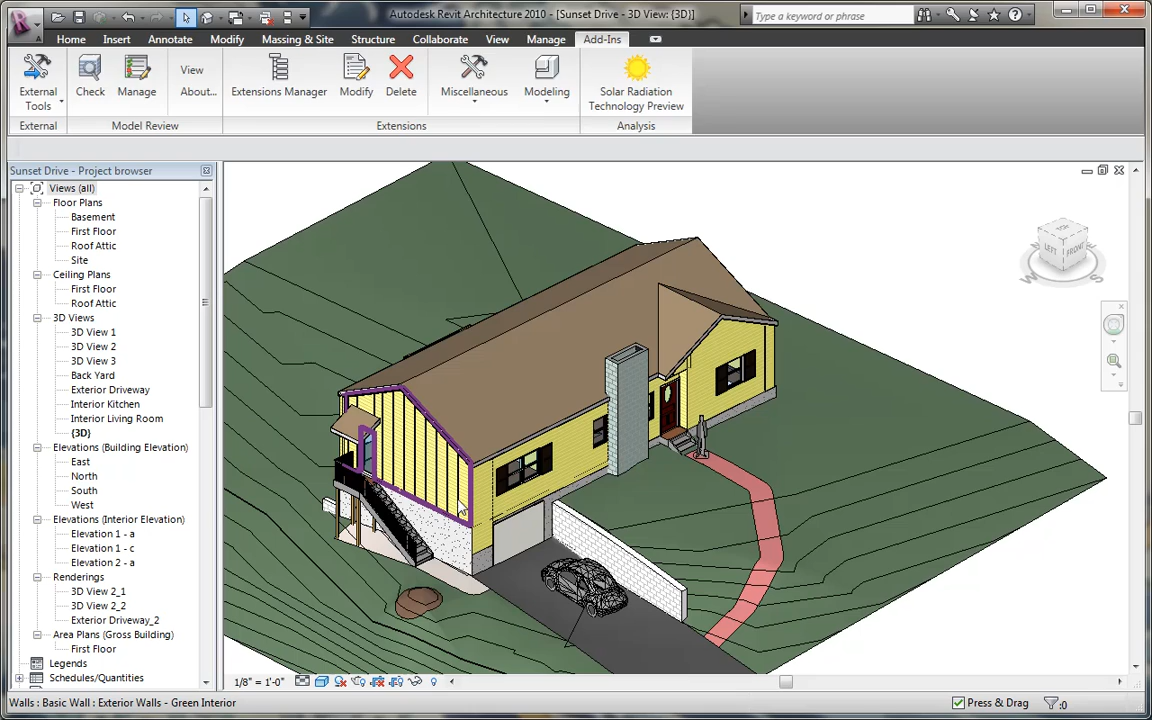 Autodesk Revit Architecture 2010 - [Sunset Drive - 3D View: {3D}]
Type a keyword or phrase
Home Insert Annotate Modify Massing & Site Structure Collaborate View Manage Add-Ins
External Tools
Check
Manage
View
About...
Extensions Manager
Modify
Delete
Miscellaneous
Modeling
Solar Radiation
Technology Preview
External Model Review Extensions Analysis
Sunset Drive - Project browser
Views (all)
Floor Plans
Basement
First Floor
Roof Attic
Site
Ceiling Plans
First Floor
Roof Attic
3D Views
3D View 1
3D View 2
3D View 3
Back Yard
Exterior Driveway
Interior Kitchen
Interior Living Room
{3D}
Elevations (Building Elevation)
East
North
South
West
Elevations (Interior Elevation)
Elevation 1 - a
Elevation 1 - c
Elevation 2 - a
Renderings
3D View 2_1
3D View 2_2
Exterior Driveway_2
Area Plans (Gross Building)
First Floor
Legends
Schedules/Quantities
TOP
LEFT FRONT
W S
1/8" = 1'-0"
Walls : Basic Wall : Exterior Walls - Green Interior
Press & Drag
:0